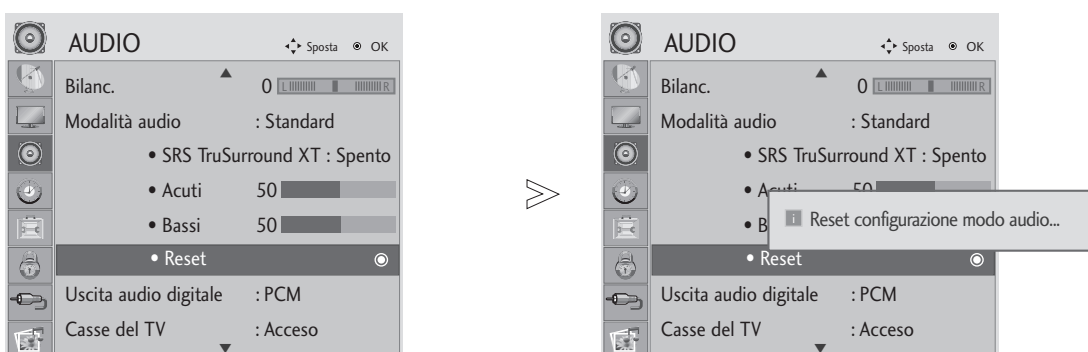 AUDIO
Sposta
OK
Bilanc. 0 L R
Modalità audio : Standard
• SRS TruSurround XT : Spento
• Acuti 50
• Bassi 50
• Reset
Uscita audio digitale : PCM
Casse del TV : Acceso
AUDIO
Sposta
OK
Bilanc. 0 L R
Modalità audio : Standard
• SRS TruSurround XT : Spento
• Acuti 50
• B
i Reset configurazione modo audio...
• Reset
Uscita audio digitale : PCM
Casse del TV : Acceso